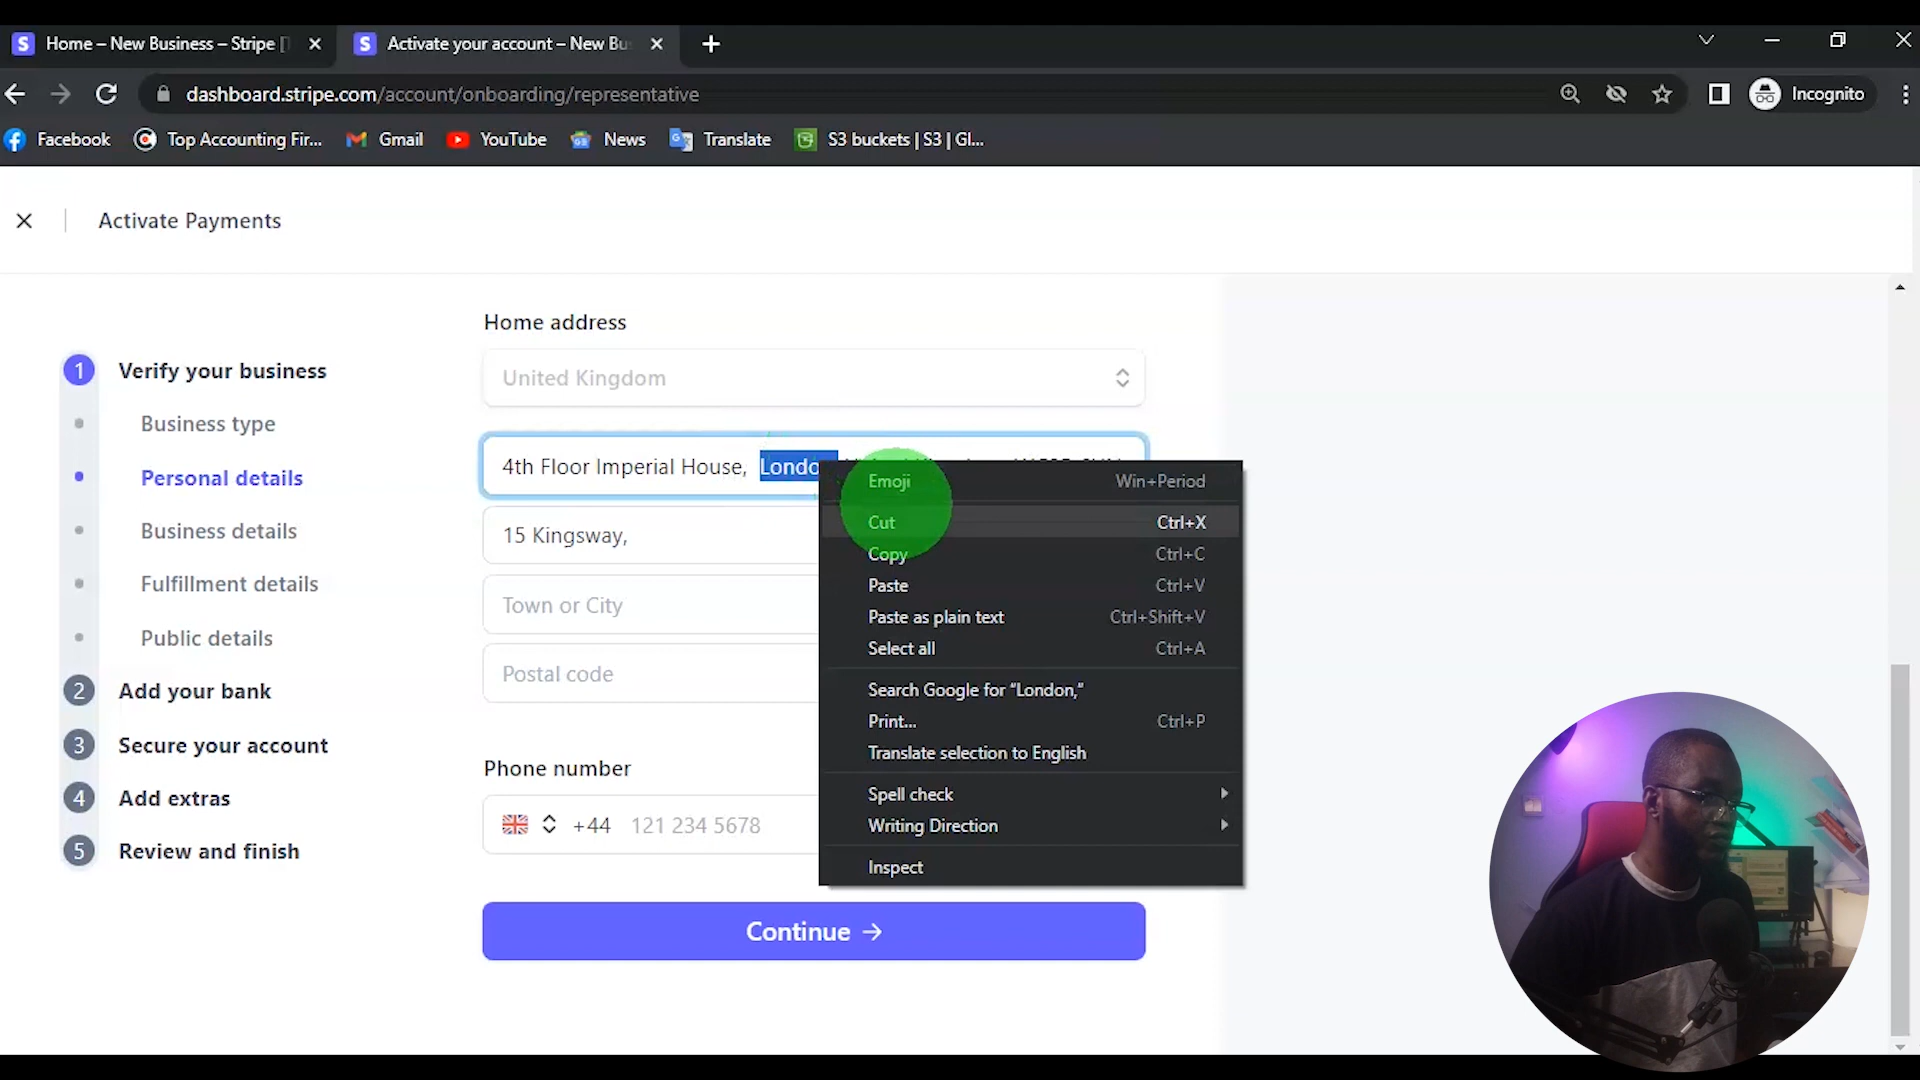 Home – New Business – Stripe [
Activate your account – New Bu
dashboard.stripe.com/account/onboarding/representative
Incognito
Facebook
Top Accounting Fir...
Gmail
YouTube
News
Translate
S3 buckets | S3 | Gl...
Activate Payments
1 Verify your business
Business type
Personal details
Business details
Fulfillment details
Public details
2 Add your bank
3 Secure your account
4 Add extras
5 Review and finish
Home address
United Kingdom
4th Floor Imperial House, Londo
15 Kingsway,
Town or City
Postal code
Phone number
+44 121 234 5678
Continue →
Emoji Win+Period
Cut Ctrl+X
Copy Ctrl+C
Paste Ctrl+V
Paste as plain text Ctrl+Shift+V
Select all Ctrl+A
Search Google for “London,”
Print... Ctrl+P
Translate selection to English
Spell check
Writing Direction
Inspect